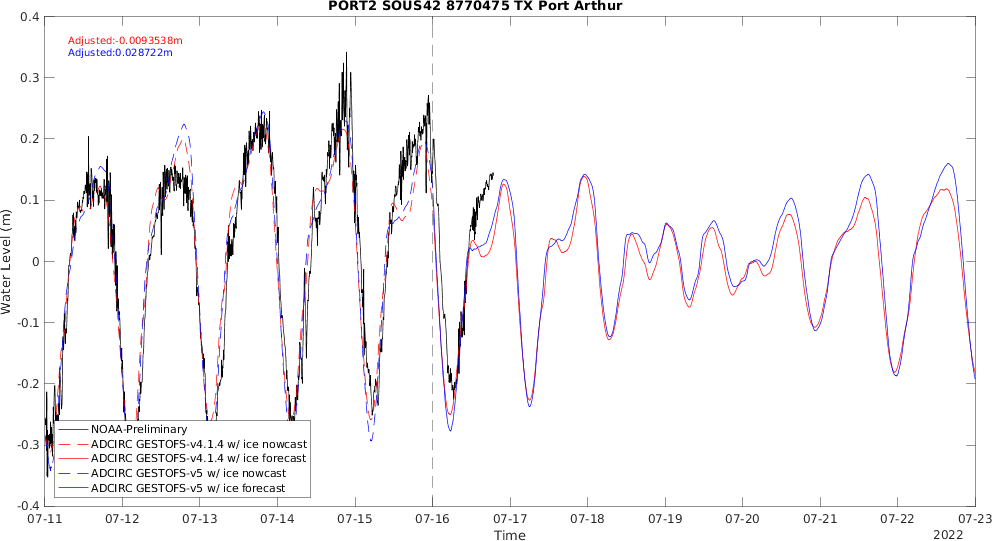 PORT2 SOUS42 8770475 TX Port Arthur
Adjusted:-0.0093538m
Adjusted:0.028722m
0.4
0.3
0.2
0.1
0
-0.1
-0.2
-0.3
-0.4
Water Level (m)
NOAA-Preliminary
ADCIRC GESTOFS-v4.1.4 w/ ice nowcast
ADCIRC GESTOFS-v4.1.4 w/ ice forecast
ADCIRC GESTOFS-v5 w/ ice nowcast
ADCIRC GESTOFS-v5 w/ ice forecast
07-11 07-12 07-13 07-14 07-15 07-16 07-17 07-18 07-19 07-20 07-21 07-22 07-23
Time
2022